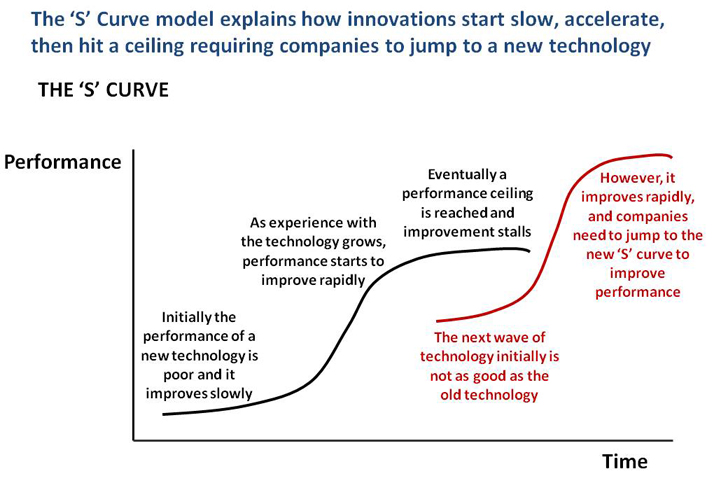 The ‘S’ Curve model explains how innovations start slow, accelerate,
then hit a ceiling requiring companies to jump to a new technology
THE ‘S’ CURVE
Performance
Initially the
performance of a
new technology is
poor and it
improves slowly
As experience with
the technology grows,
performance starts to
improve rapidly
Eventually a
performance ceiling
is reached and
improvement stalls
The next wave of
technology initially is
not as good as the
old technology
However, it
improves rapidly,
and companies
need to jump to the
new ‘S’ curve to
improve
performance
Time